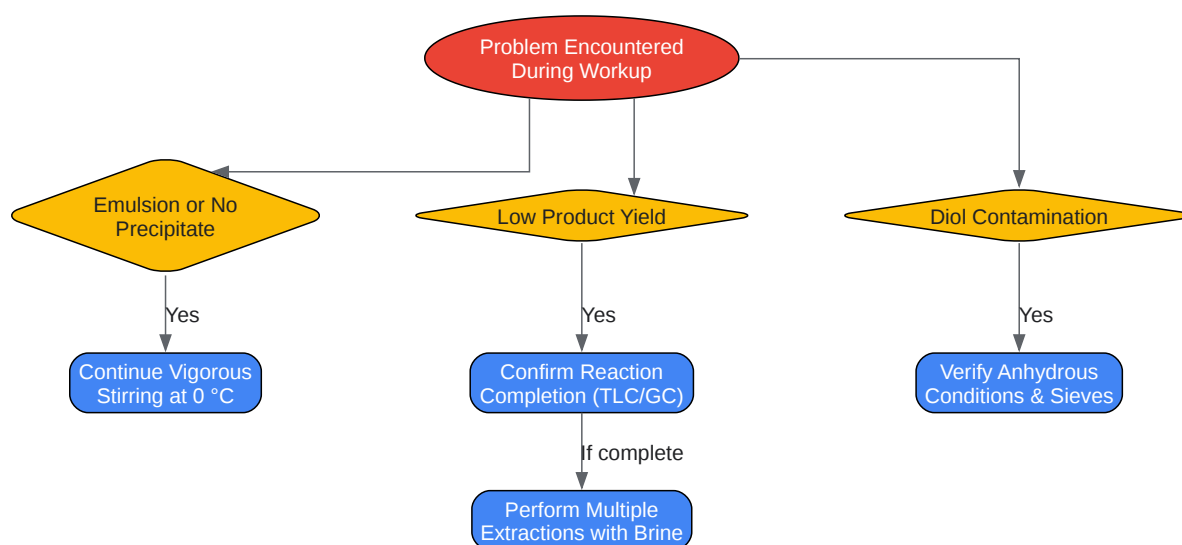 Problem Encountered
During Workup
Emulsion or No
Precipitate
Low Product Yield
Diol Contamination
Yes
Yes
Yes
Continue Vigorous
Stirring at 0 °C
Confirm Reaction
Completion (TLC/GC)
Verify Anhydrous
Conditions & Sieves
If complete
Perform Multiple
Extractions with Brine